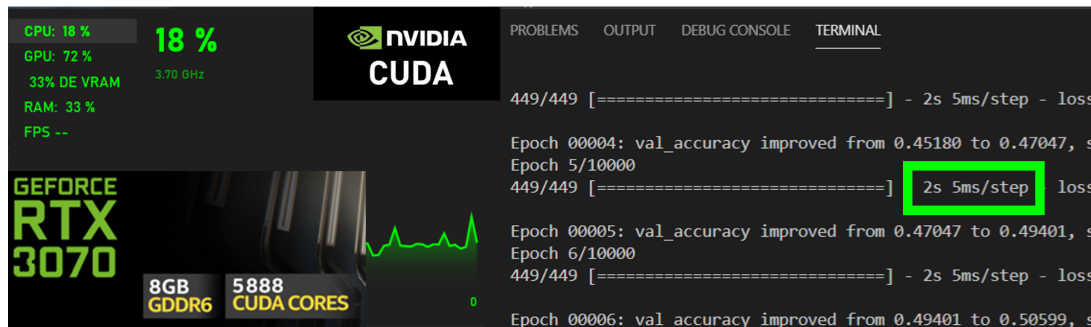 CPU: 18 %
GPU: 72 %
33% DE VRAM
RAM: 33 %
FPS --
18 %
3.70 GHz
NVIDIA
CUDA
GEFORCE
RTX
3070
8GB
GDDR6
5888
CUDA CORES
0
PROBLEMS OUTPUT DEBUG CONSOLE TERMINAL
449/449 [==============================] - 2s 5ms/step - loss
Epoch 00004: val_accuracy improved from 0.45180 to 0.47047, s
Epoch 5/10000
449/449 [==============================] - 2s 5ms/step - loss
Epoch 00005: val_accuracy improved from 0.47047 to 0.49401, s
Epoch 6/10000
449/449 [==============================] - 2s 5ms/step - loss
Epoch 00006: val_accuracy improved from 0.49401 to 0.50599, s